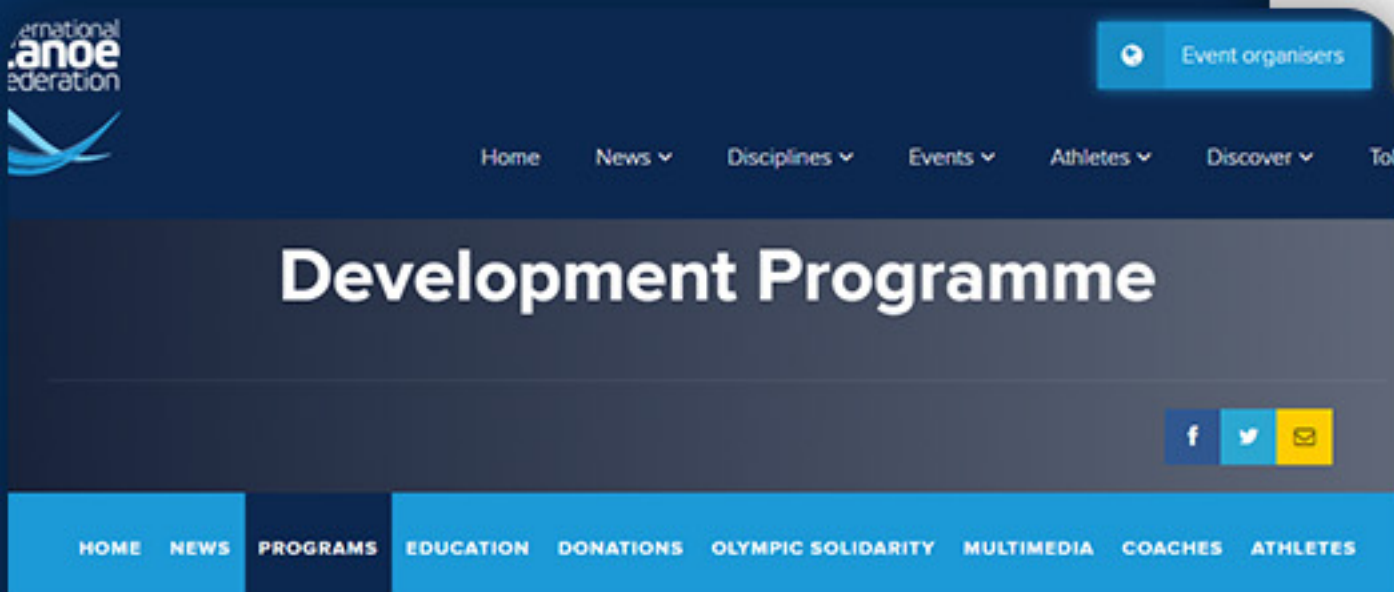 ernational
anoe
ederation
Event organisers
Home News Disciplines Events Athletes Discover Tok
Development Programme
HOME NEWS PROGRAMS EDUCATION DONATIONS OLYMPIC SOLIDARITY MULTIMEDIA COACHES ATHLETES